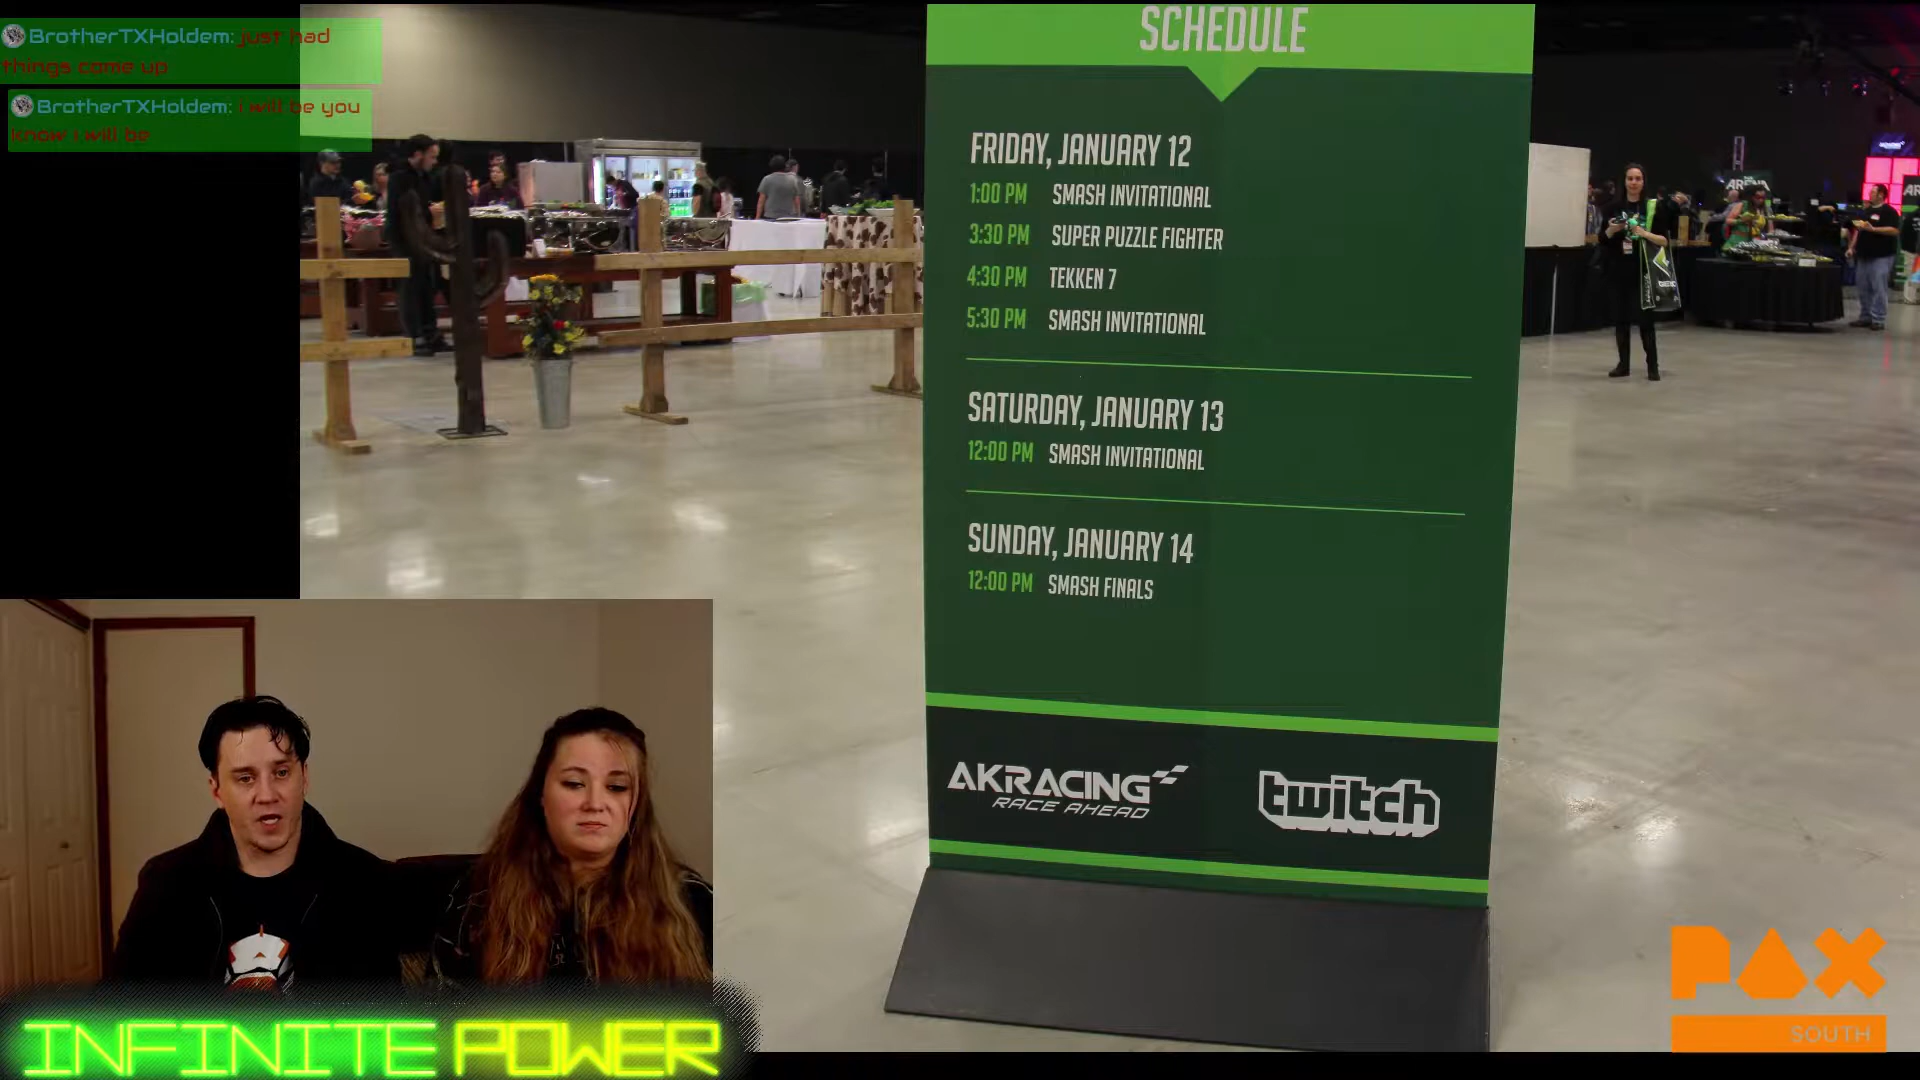 BrotherTXHoldem: just had
things come up
BrotherTXHoldem: i will be you
know i will be
SCHEDULE
FRIDAY, JANUARY 12
1:00 PM SMASH INVITATIONAL
3:30 PM SUPER PUZZLE FIGHTER
4:30 PM TEKKEN 7
5:30 PM SMASH INVITATIONAL
SATURDAY, JANUARY 13
12:00 PM SMASH INVITATIONAL
SUNDAY, JANUARY 14
12:00 PM SMASH FINALS
AKRACING
RACE AHEAD
twitch
ARENA
INFINITE POWER
PAX
SOUTH